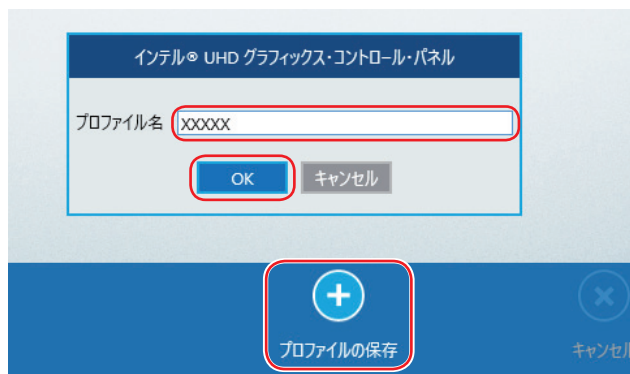 インテル® UHD グラフィックス・コントロール・パネル
プロファイル名 XXXXX
OK キャンセル
プロファイルの保存 キャンセル